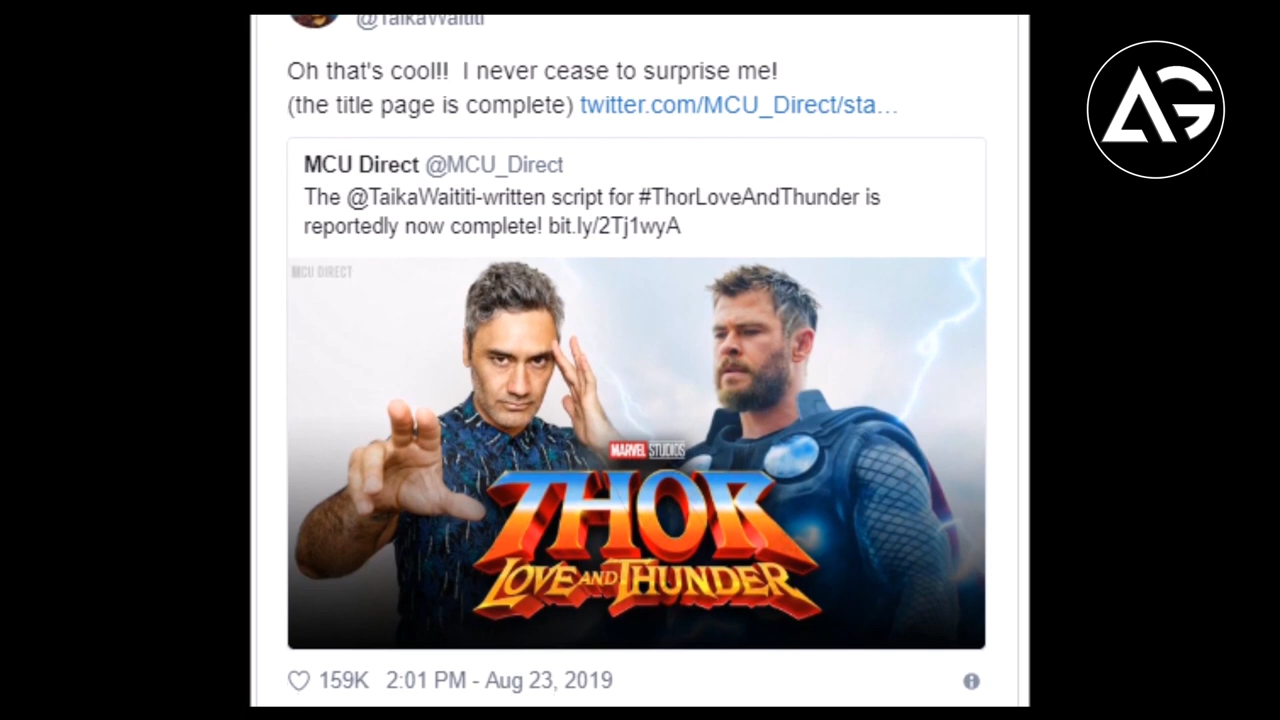 @TaikaWaititi
Oh that's cool!! I never cease to surprise me!
(the title page is complete) twitter.com/MCU_Direct/sta…
MCU Direct @MCU_Direct
The @TaikaWaititi-written script for #ThorLoveAndThunder is
reportedly now complete! bit.ly/2Tj1wyA
MCU DIRECT
MARVEL STUDIOS
THOR
LOVE AND THUNDER
159K 2:01 PM - Aug 23, 2019
AG